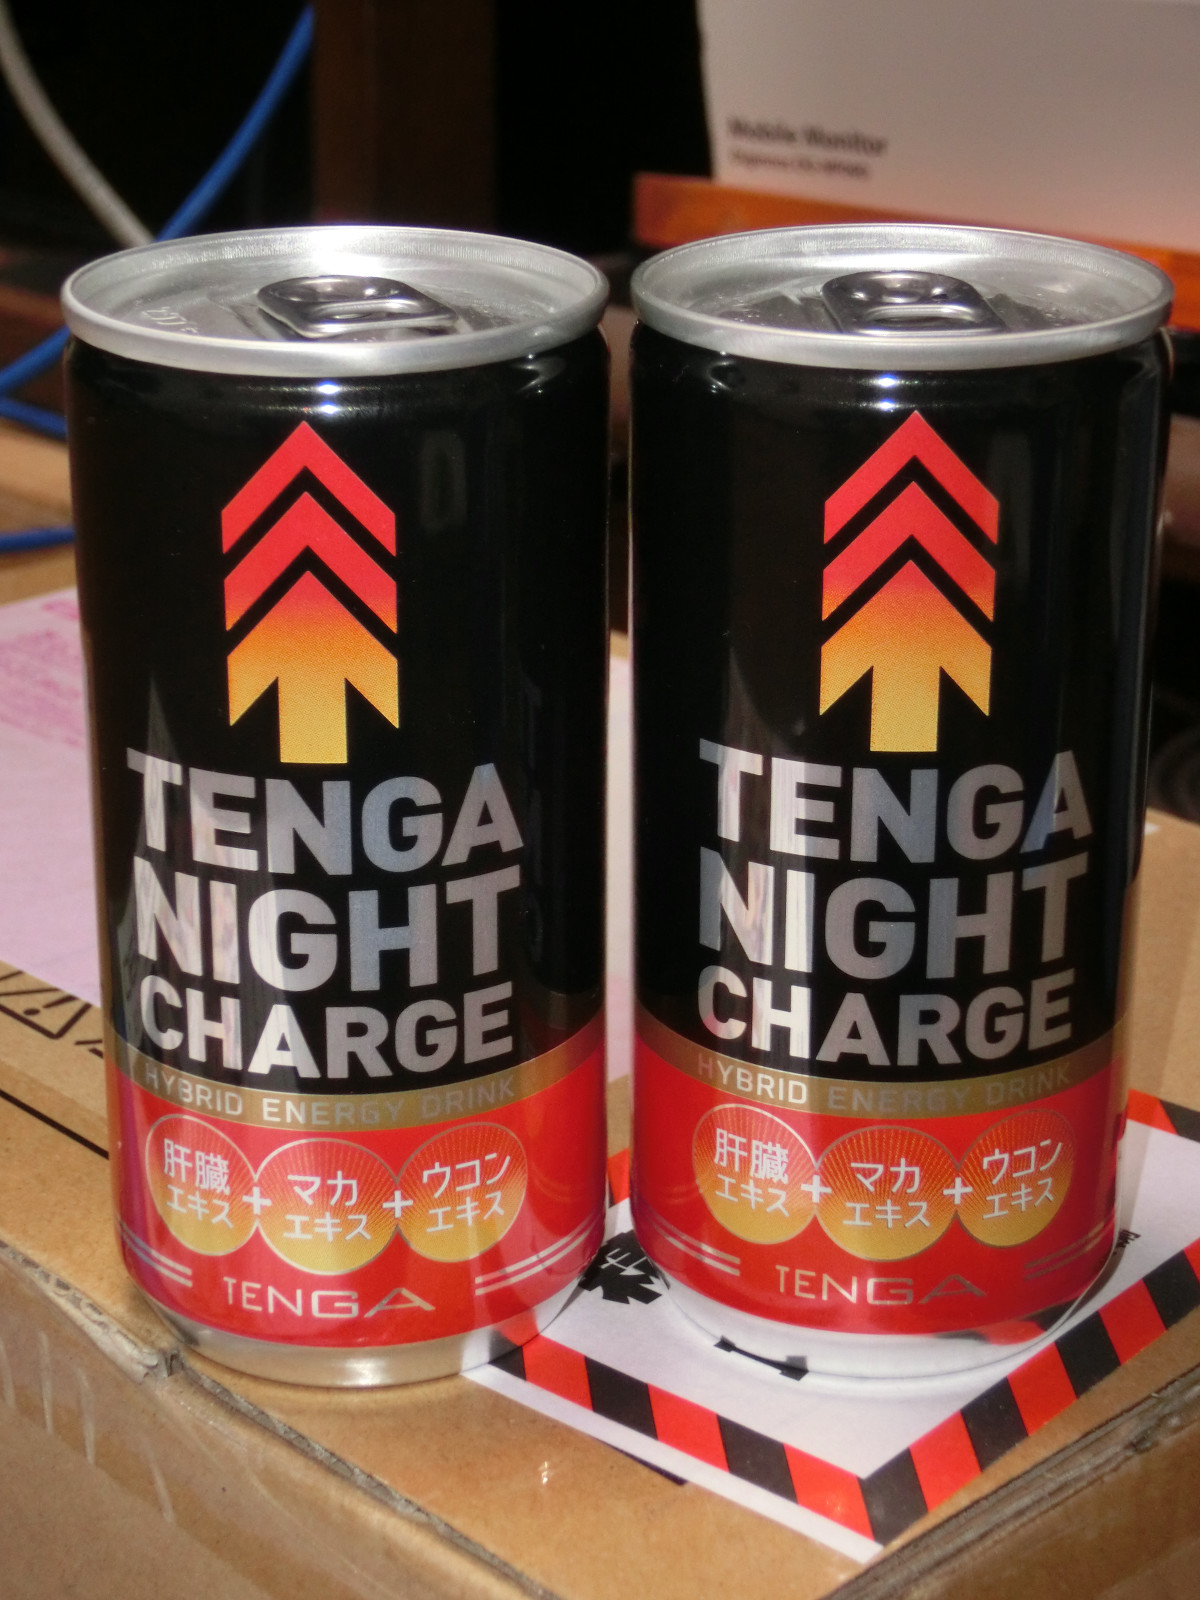 Mobile Monitor
TENGA
NIGHT
CHARGE
HYBRID ENERGY DRINK
肝臓
エキス
+
マカ
エキス
+
ウコン
エキス
TENGA
TENGA
NIGHT
CHARGE
HYBRID ENERGY DRINK
肝臓
エキス
+
マカ
エキス
+
ウコン
エキス
TENGA